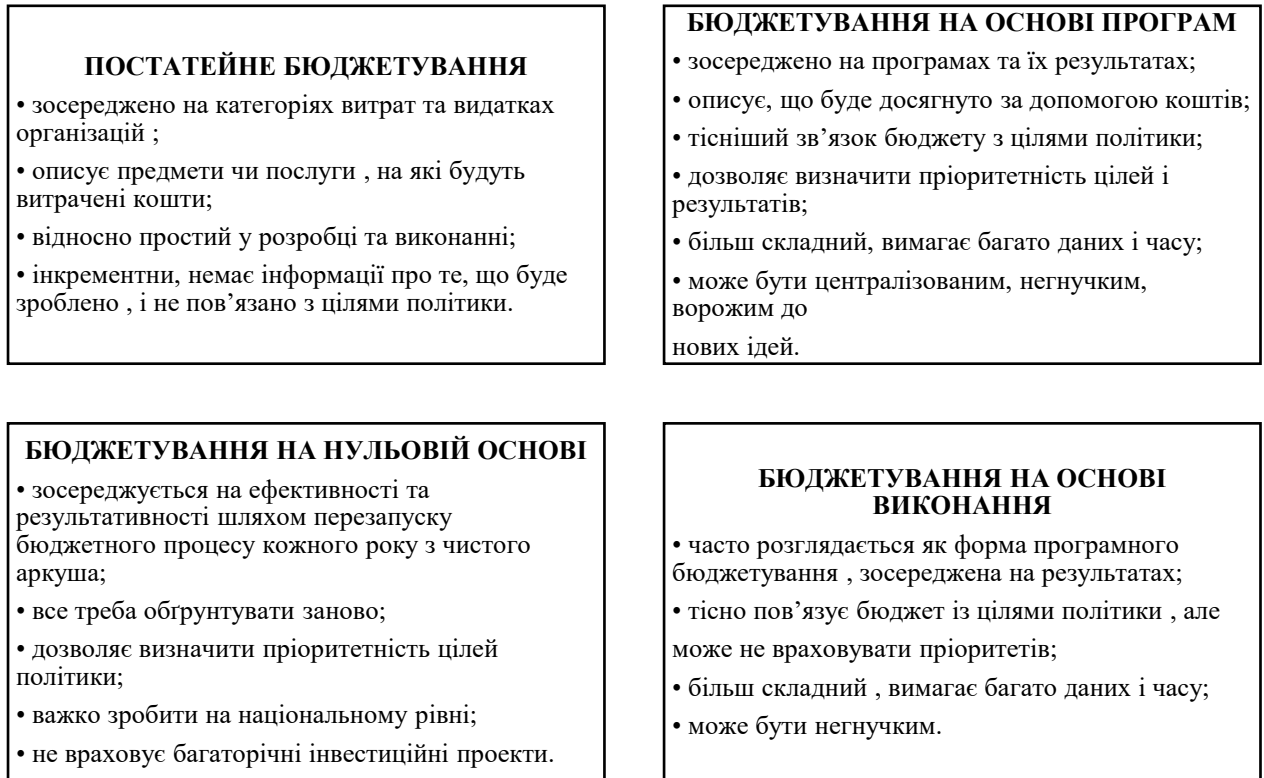 ПОСТАТЕЙНЕ БЮДЖЕТУВАННЯ
• зосереджено на категоріях витрат та видатках
організацій ;
• описує предмети чи послуги , на які будуть
витрачені кошти;
• відносно простий у розробці та виконанні;
• інкрементни, немає інформації про те, що буде
зроблено , і не пов’язано з цілями політики.
БЮДЖЕТУВАННЯ НА ОСНОВІ ПРОГРАМ
• зосереджено на програмах та їх результатах;
• описує, що буде досягнуто за допомогою коштів;
• тісніший зв’язок бюджету з цілями політики;
• дозволяє визначити пріоритетність цілей і
результатів;
• більш складний, вимагає багато даних і часу;
• може бути централізованим, негнучким,
ворожим до
нових ідей.
БЮДЖЕТУВАННЯ НА НУЛЬОВІЙ ОСНОВІ
• зосереджується на ефективності та
результативності шляхом перезапуску
бюджетного процесу кожного року з чистого
аркуша;
• все треба обґрунтувати заново;
• дозволяє визначити пріоритетність цілей
політики;
• важко зробити на національному рівні;
• не враховує багаторічні інвестиційні проекти.
БЮДЖЕТУВАННЯ НА ОСНОВІ
ВИКОНАННЯ
• часто розглядається як форма програмного
бюджетування , зосереджена на результатах;
• тісно пов’язує бюджет із цілями політики , але
може не враховувати пріоритетів;
• більш складний , вимагає багато даних і часу;
• може бути негнучким.